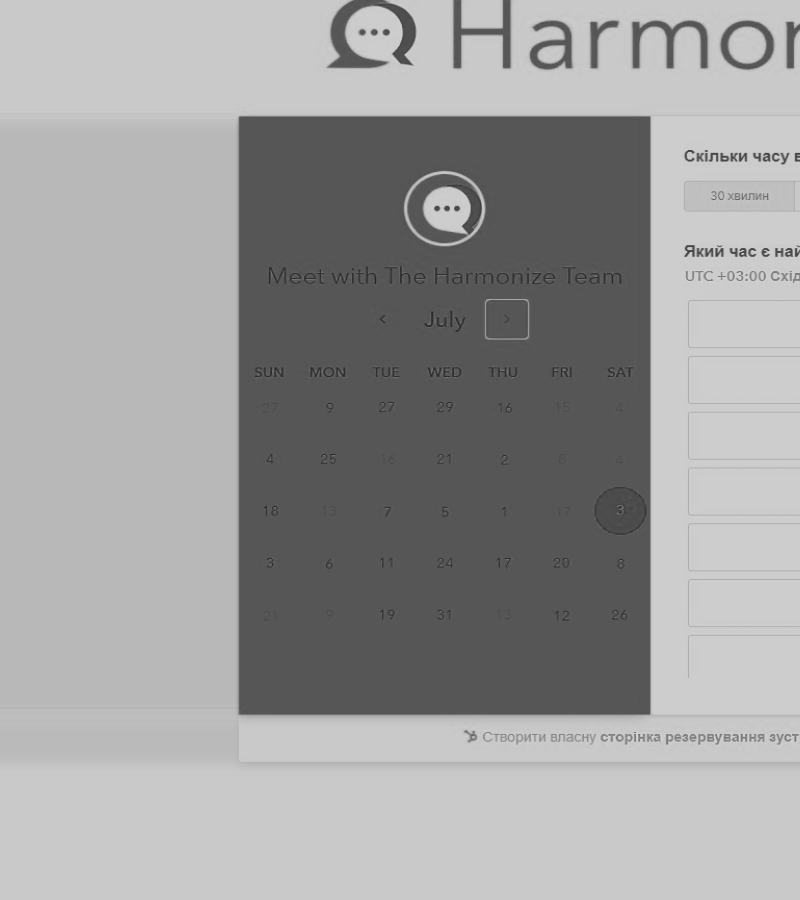 Harmon
Скільки часу в
30 хвилин
Який час є най
UTC +03:00 Схід
Meet with The Harmonize Team
July
SUN MON TUE WED THU FRI SAT
27 9 27 29 16 15 4
4 25 16 21 2 8 4
18 13 7 5 1 17 3
3 6 11 24 17 20 8
21 9 19 31 13 12 26
Створити власну сторінка резервування зуст